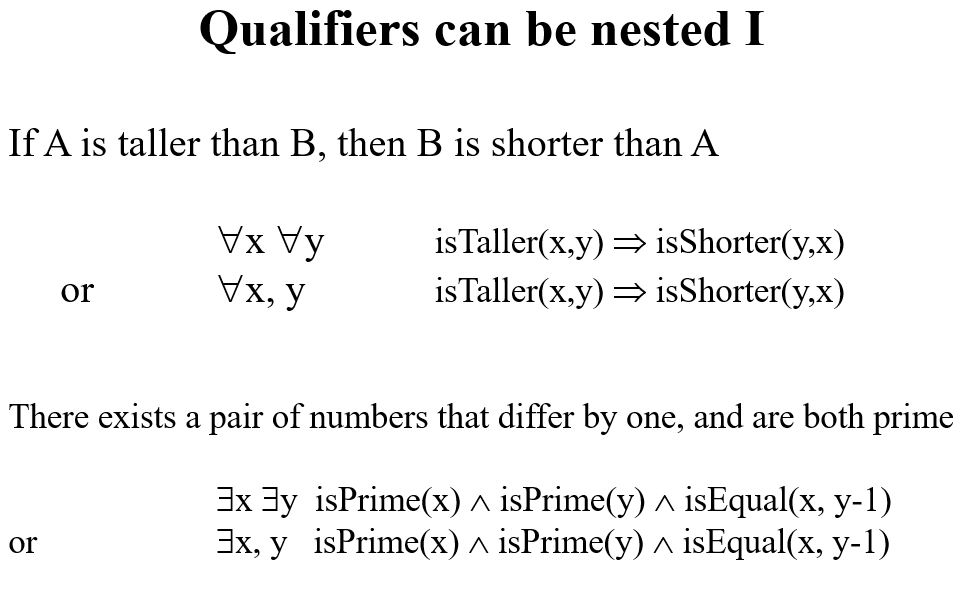 Qualifiers can be nested I
If A is taller than B, then B is shorter than A
∀x ∀y isTaller(x,y) ⇒ isShorter(y,x)
or ∀x, y isTaller(x,y) ⇒ isShorter(y,x)
There exists a pair of numbers that differ by one, and are both prime
∃x ∃y isPrime(x) ∧ isPrime(y) ∧ isEqual(x, y-1)
or ∃x, y isPrime(x) ∧ isPrime(y) ∧ isEqual(x, y-1)